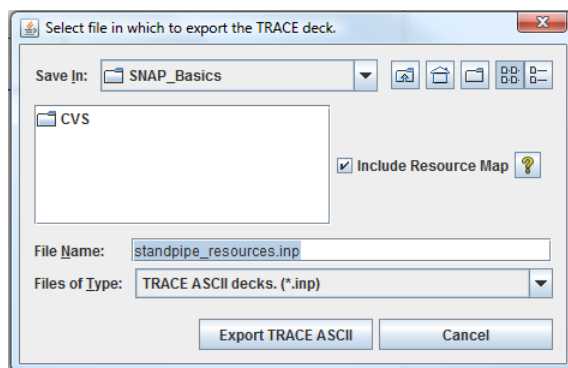 Select file in which to export the TRACE deck.
Save In: SNAP_Basics
CVS
Include Resource Map ?
File Name: standpipe_resources.inp
Files of Type: TRACE ASCII decks. (*.inp)
Export TRACE ASCII Cancel